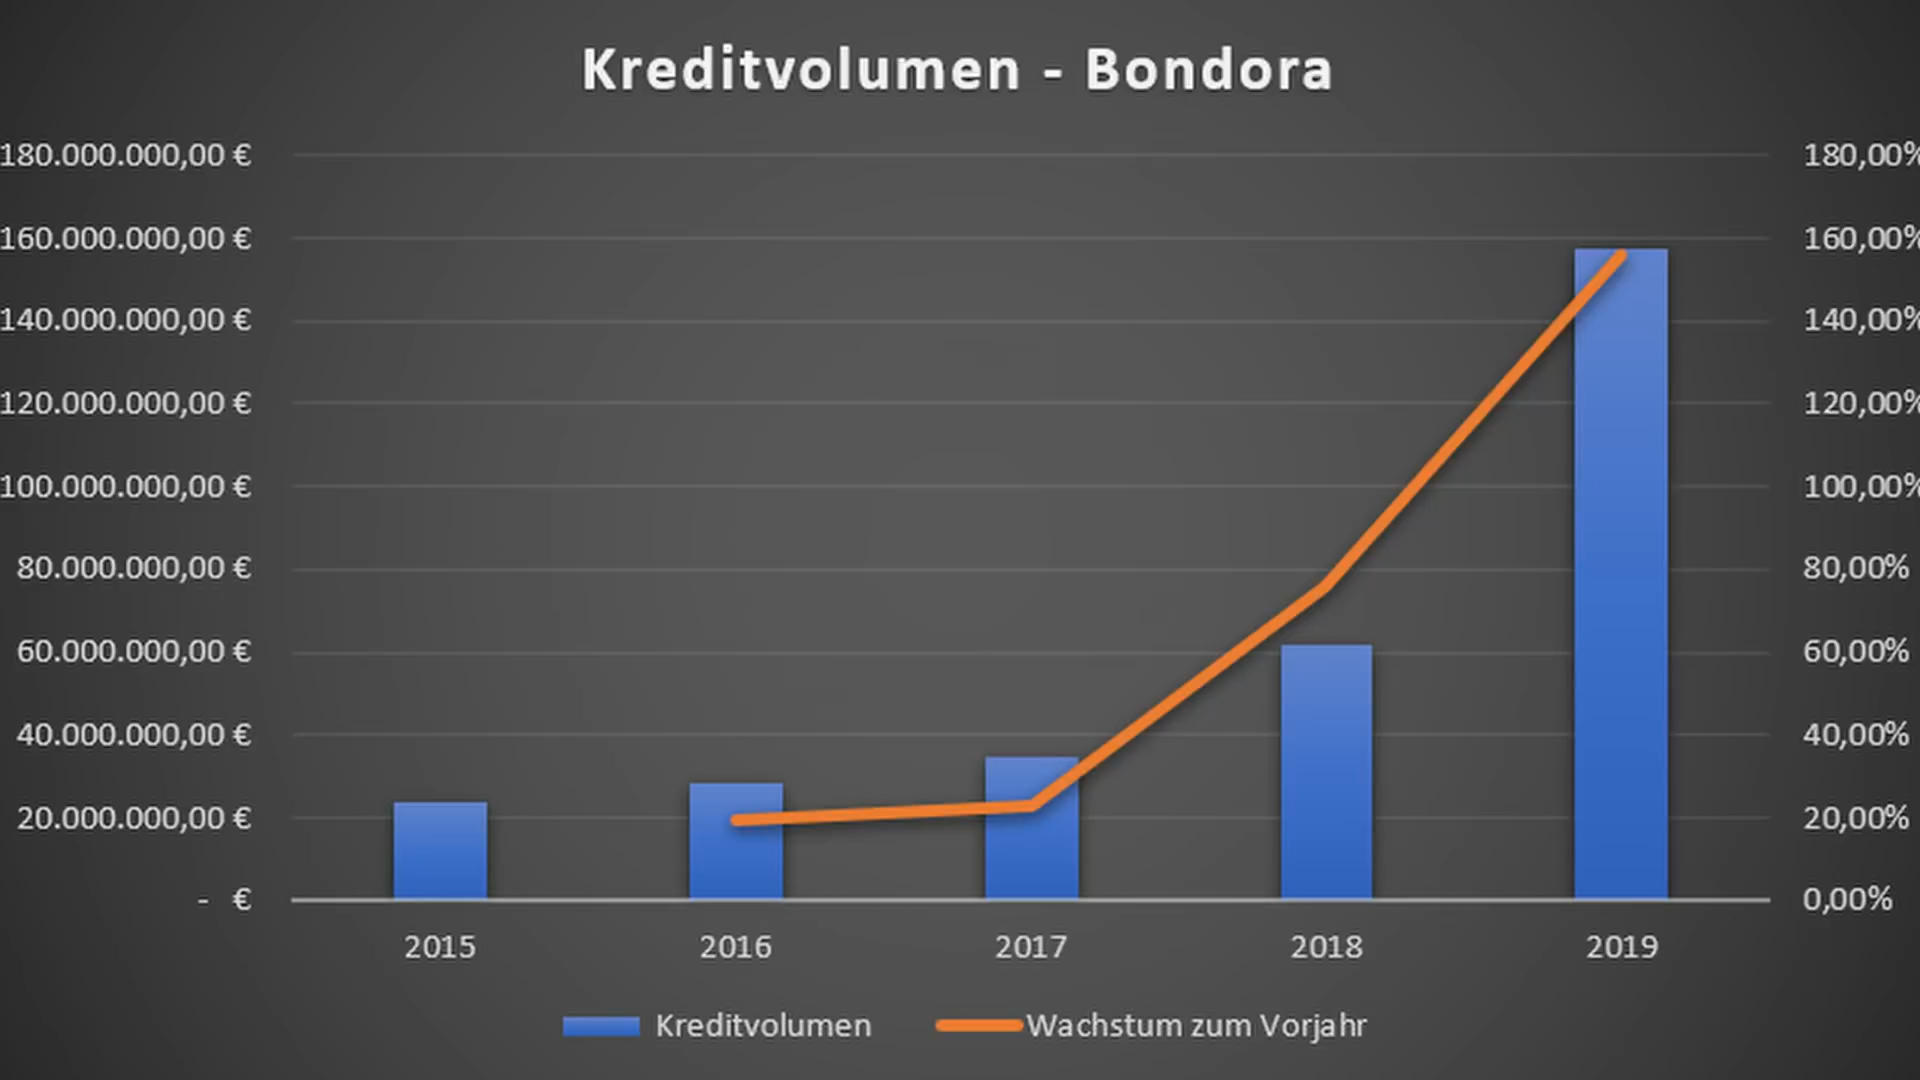 Kreditvolumen - Bondora
180.000.000,00 € 180,00%
160.000.000,00 € 160,00%
140.000.000,00 € 140,00%
120.000.000,00 € 120,00%
100.000.000,00 € 100,00%
80.000.000,00 € 80,00%
60.000.000,00 € 60,00%
40.000.000,00 € 40,00%
20.000.000,00 € 20,00%
- € 0,00%
2015 2016 2017 2018 2019
Kreditvolumen Wachstum zum Vorjahr